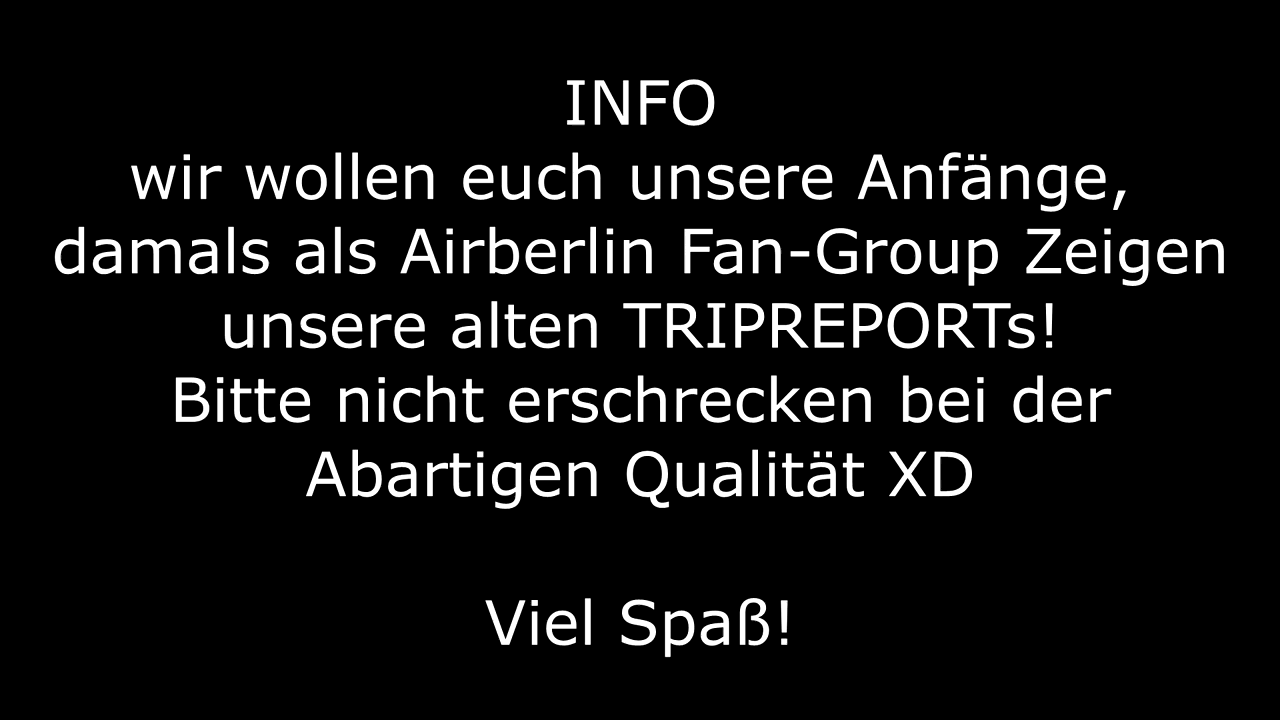 INFO
wir wollen euch unsere Anfänge,
damals als Airberlin Fan-Group Zeigen
unsere alten TRIPREPORTs!
Bitte nicht erschrecken bei der
Abartigen Qualität XD
Viel Spaß!